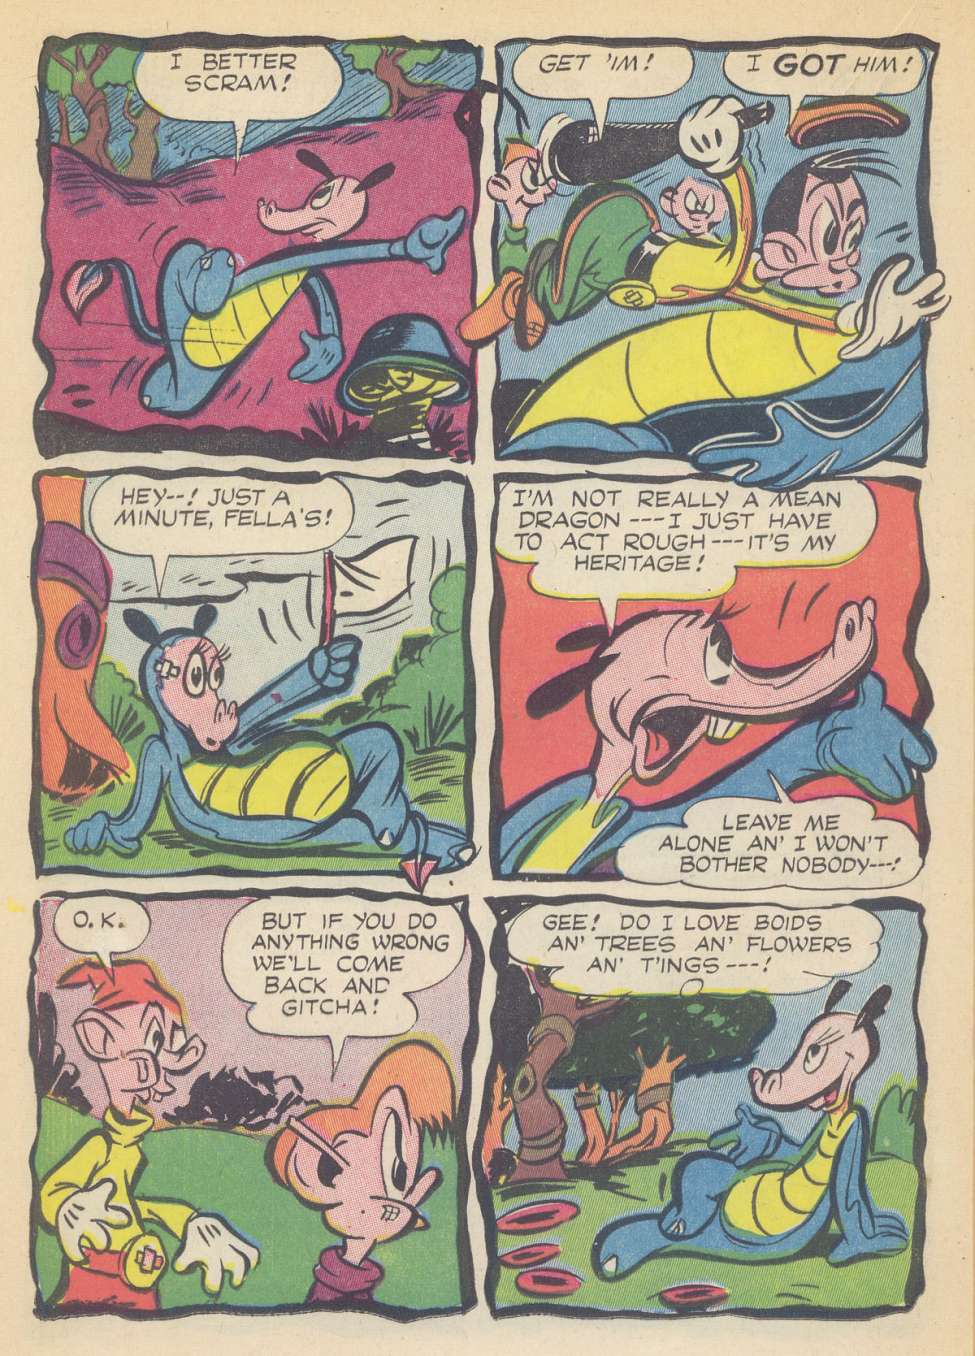 I BETTER
SCRAM!
GET 'IM!
I GOT HIM!
HEY--! JUST A
MINUTE, FELLA'S!
I'M NOT REALLY A MEAN
DRAGON ---I JUST HAVE
TO ACT ROUGH---IT'S MY
HERITAGE!
LEAVE ME
ALONE AN' I WON'T
BOTHER NOBODY---!
O.K.
BUT IF YOU DO
ANYTHING WRONG
WE'LL COME
BACK AND
GITCHA!
GEE! DO I LOVE BOIDS
AN' TREES AN' FLOWERS
AN' T'INGS ---!